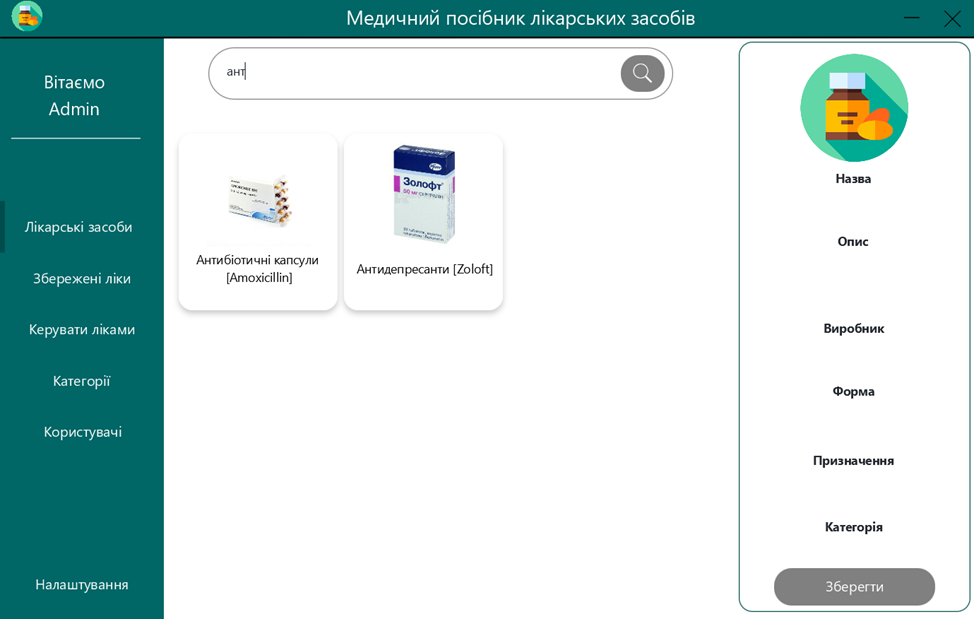 Медичний посібник лікарських засобів
Вітаємо
Admin
Лікарські засоби
Збережені ліки
Керувати ліками
Категорії
Користувачі
Налаштування
ант
Золофт
Антибіотичні капсули
[Amoxicillin]
Антидепресанти [Zoloft]
Назва
Опис
Виробник
Форма
Призначення
Категорія
Зберегти